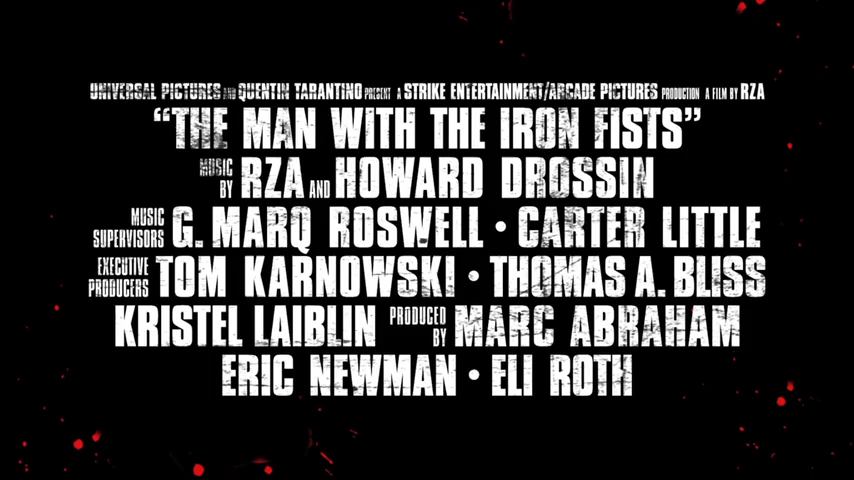 UNIVERSAL PICTURES AND QUENTIN TARANTINO PRESENT A STRIKE ENTERTAINMENT/ARCADE PICTURES PRODUCTION A FILM BY RZA
“THE MAN WITH THE IRON FISTS”
MUSIC BY RZA AND HOWARD DROSSIN
MUSIC SUPERVISORS G. MARQ ROSWELL • CARTER LITTLE
EXECUTIVE PRODUCERS TOM KARNOWSKI • THOMAS A. BLISS
KRISTEL LAIBLIN PRODUCED BY MARC ABRAHAM
ERIC NEWMAN • ELI ROTH